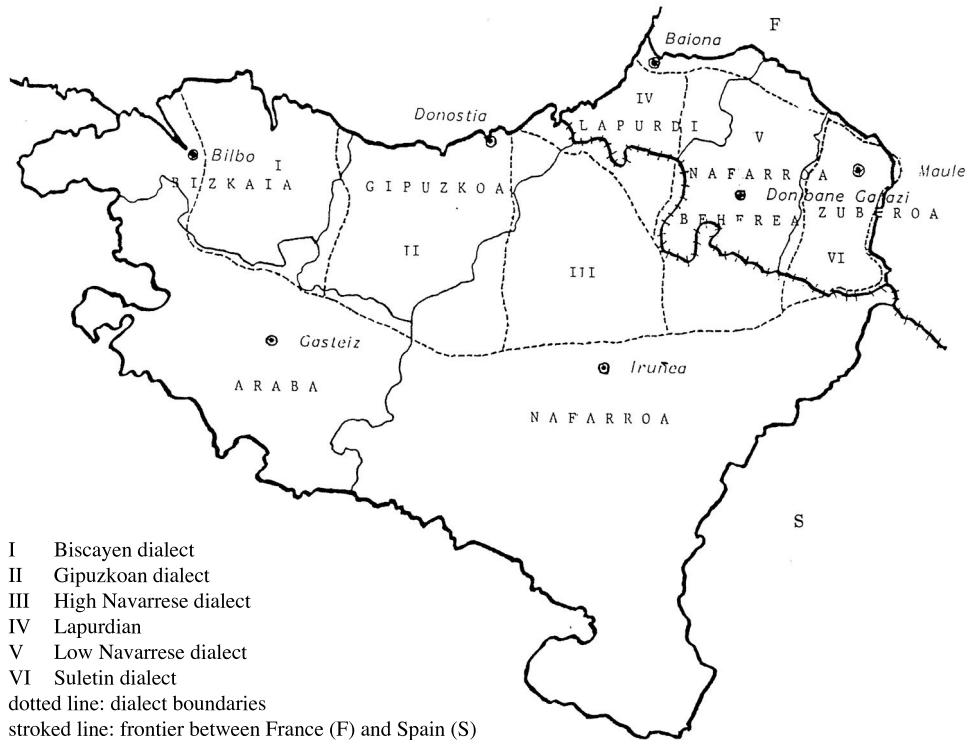 F
Baiona
IV
Donostia
LAPURDI
V
Bilbo
I
NAFARROA
Maule
BIZKAIA
GIPUZKOA
Donibane Garazi
BEHEREA
ZUBEROA
II
VI
III
Gasteiz
Iruñea
ARABA
NAFARROA
S
I Biscayen dialect
II Gipuzkoan dialect
III High Navarrese dialect
IV Lapurdian
V Low Navarrese dialect
VI Suletin dialect
dotted line: dialect boundaries
stroked line: frontier between France (F) and Spain (S)